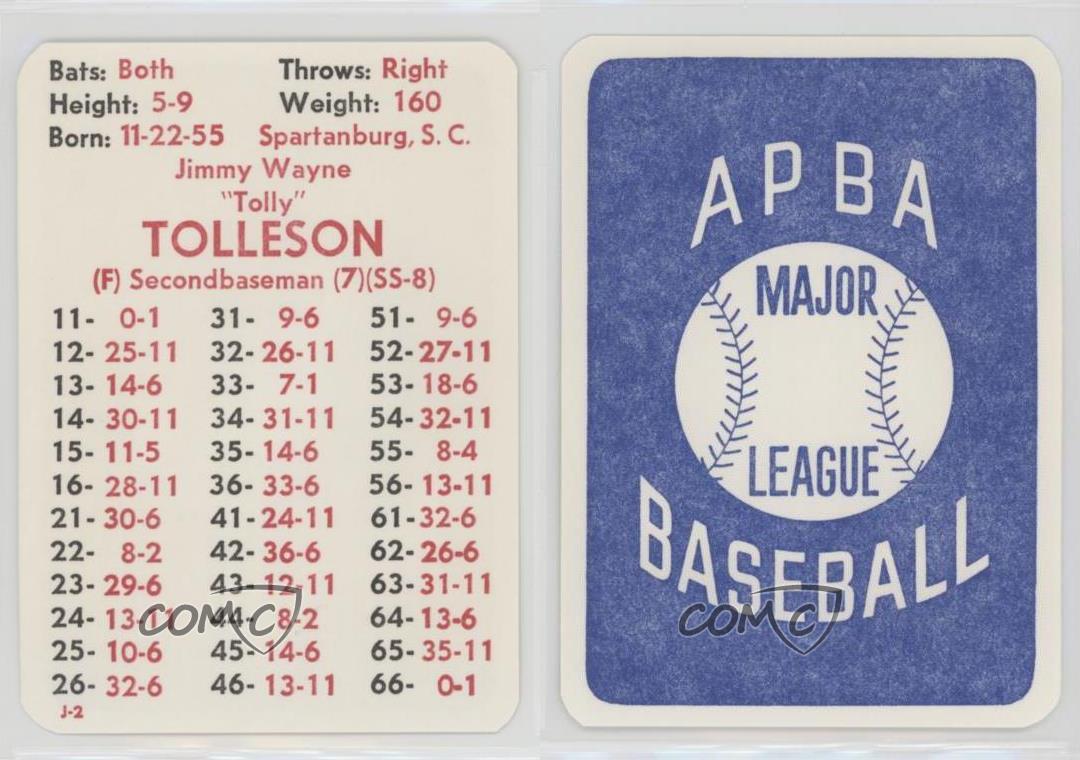 Bats: Both Throws: Right
Height: 5-9 Weight: 160
Born: 11-22-55 Spartanburg, S. C.
Jimmy Wayne
"Tolly"
TOLLESON
(F) Secondbaseman (7)(SS-8)
11- 0-1 31- 9-6 51- 9-6
12- 25-11 32- 26-11 52- 27-11
13- 14-6 33- 7-1 53- 18-6
14- 30-11 34- 31-11 54- 32-11
15- 11-5 35- 14-6 55- 8-4
16- 28-11 36- 33-6 56- 13-11
21- 30-6 41- 24-11 61- 32-6
22- 8-2 42- 36-6 62- 26-6
23- 29-6 43- 12-11 63- 31-11
24- 13-11 44- 8-2 64- 13-6
25- 10-6 45- 14-6 65- 35-11
26- 32-6 46- 13-11 66- 0-1
J-2
COMC
APBA
MAJOR
LEAGUE
BASEBALL
COMC